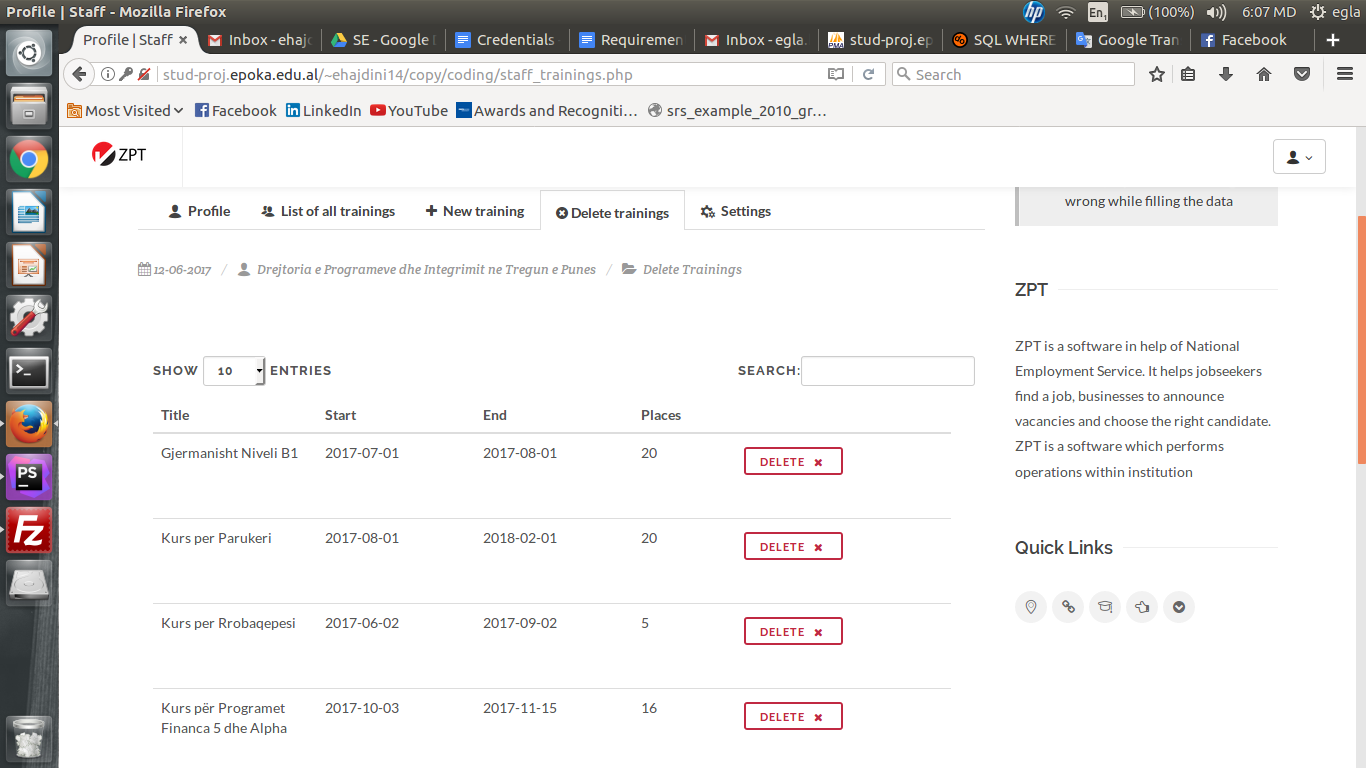 Profile | Staff - Mozilla Firefox
hp
En1
(100%)
6:07 MD
egla
Profile | Staff
Inbox - ehajd
SE - Google D
Credentials
Requiremen
Inbox - egla.
stud-proj.ep
SQL WHERE
Google Tran
Facebook
stud-proj.epoka.edu.al/~ehajdini14/copy/coding/staff_trainings.php
Search
Most Visited
Facebook
LinkedIn
YouTube
Awards and Recogniti...
srs_example_2010_gr...
ZPT
Profile
List of all trainings
New training
Delete trainings
Settings
wrong while filling the data
12-06-2017 / Drejtoria e Programeve dhe Integrimit ne Tregun e Punes / Delete Trainings
SHOW 10 ENTRIES
SEARCH:
Title Start End Places
Gjermanisht Niveli B1 2017-07-01 2017-08-01 20 DELETE
Kurs per Parukeri 2017-08-01 2018-02-01 20 DELETE
Kurs per Rrobaqepesi 2017-06-02 2017-09-02 5 DELETE
Kurs për Programet 2017-10-03 2017-11-15 16 DELETE
Financa 5 dhe Alpha
ZPT
ZPT is a software in help of National
Employment Service. It helps jobseekers
find a job, businesses to announce
vacancies and choose the right candidate.
ZPT is a software which performs
operations within institution
Quick Links
PS
Fz